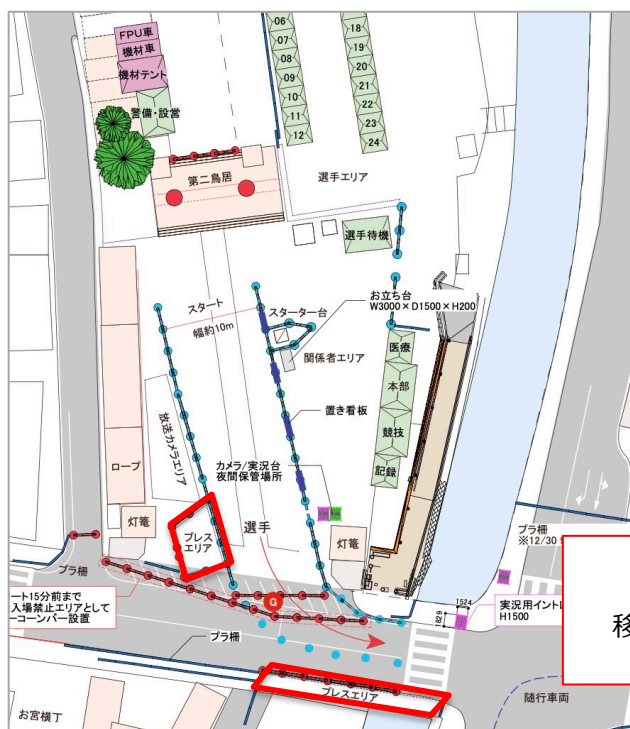 FPU車
機材車
機材テント
警備・設営
06
07
08
09
10
11
12
18
19
20
21
22
23
24
第二鳥居
選手エリア
選手待機
お立ち台
W3000×D1500×H200
スタート
幅約10m
スターター台
関係者エリア
医療
本部
競技
記録
置き看板
放送カメラエリア
ロープ
カメラ/実況台
夜間保管場所
灯篭
プレス
エリア
選手
灯篭
プラ柵
※12/30
プラ柵
ート15分前まで
入場禁止エリアとして
ーコーンバー設置
G
1524
1829
実況用イントレ
H1500
移
プラ柵
プレスエリア
お宮横丁
随行車両